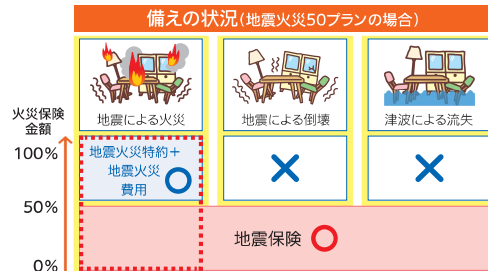 備えの状況(地震火災50プランの場合)
地震による火災
地震による倒壊
津波による流失
火災保険
金額
100%
地震火災特約+
地震火災
費用
50%
地震保険
0%